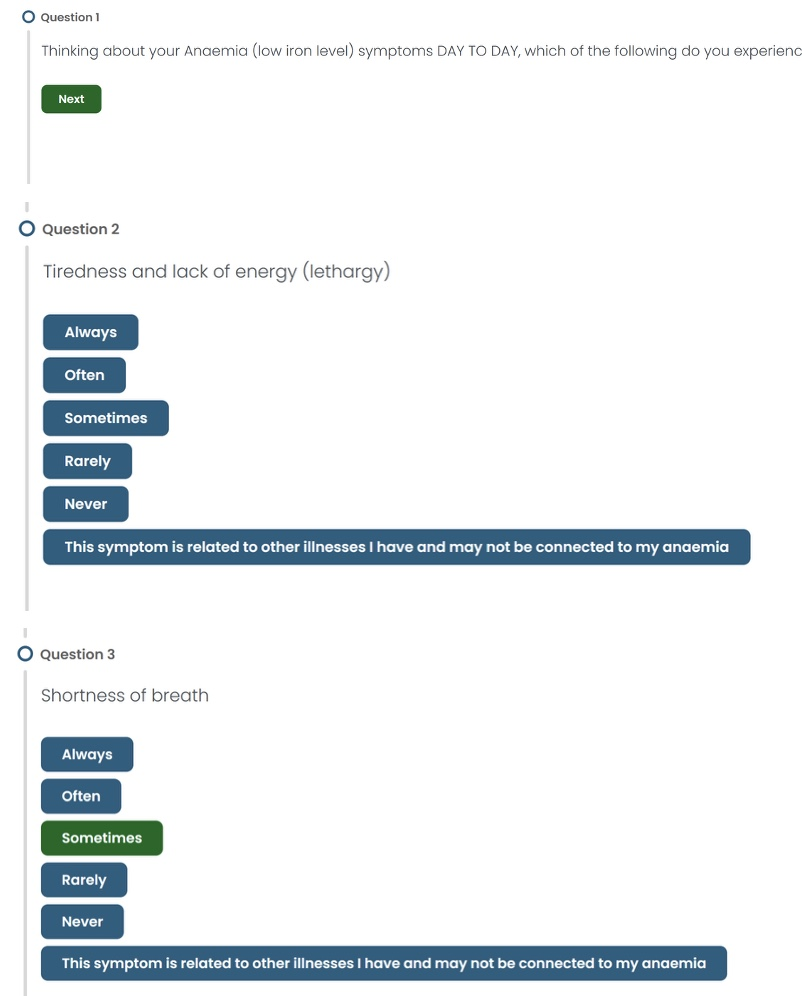 Question 1
Thinking about your Anaemia (low iron level) symptoms DAY TO DAY, which of the following do you experienc
Next
Question 2
Tiredness and lack of energy (lethargy)
Always
Often
Sometimes
Rarely
Never
This symptom is related to other illnesses I have and may not be connected to my anaemia
Question 3
Shortness of breath
Always
Often
Sometimes
Rarely
Never
This symptom is related to other illnesses I have and may not be connected to my anaemia